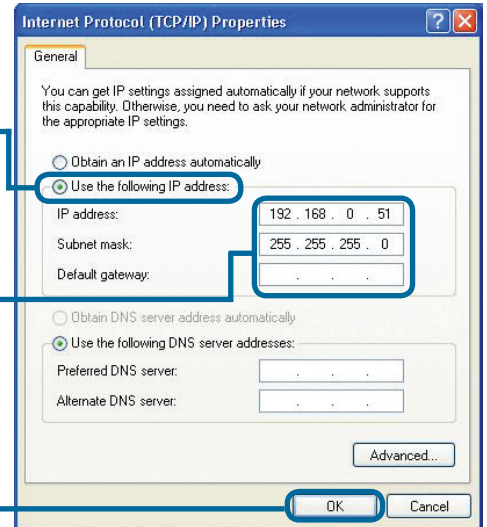 Internet Protocol (TCP/IP) Properties
General
You can get IP settings assigned automatically if your network supports
this capability. Otherwise, you need to ask your network administrator for
the appropriate IP settings.
Obtain an IP address automatically
Use the following IP address:
IP address: 192 . 168 . 0 . 51
Subnet mask: 255 . 255 . 255 . 0
Default gateway: . . .
Obtain DNS server address automatically
Use the following DNS server addresses:
Preferred DNS server: . . .
Alternate DNS server: . . .
Advanced...
OK Cancel